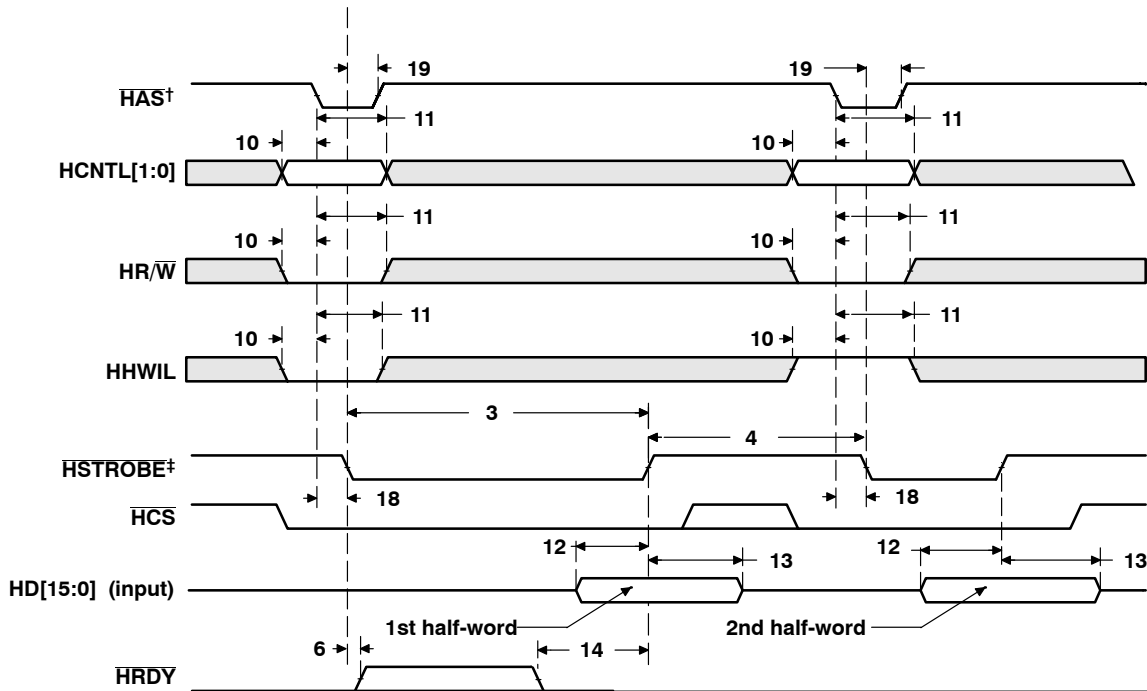 19 19
HAS†
11 11
10 10
HCNTL[1:0]
11 11
10 10
HR/W
11 11
10 10
HHWIL
3
4
HSTROBE‡
18 18
HCS
12 12
13 13
HD[15:0] (input)
1st half-word 2nd half-word
6 14
HRDY